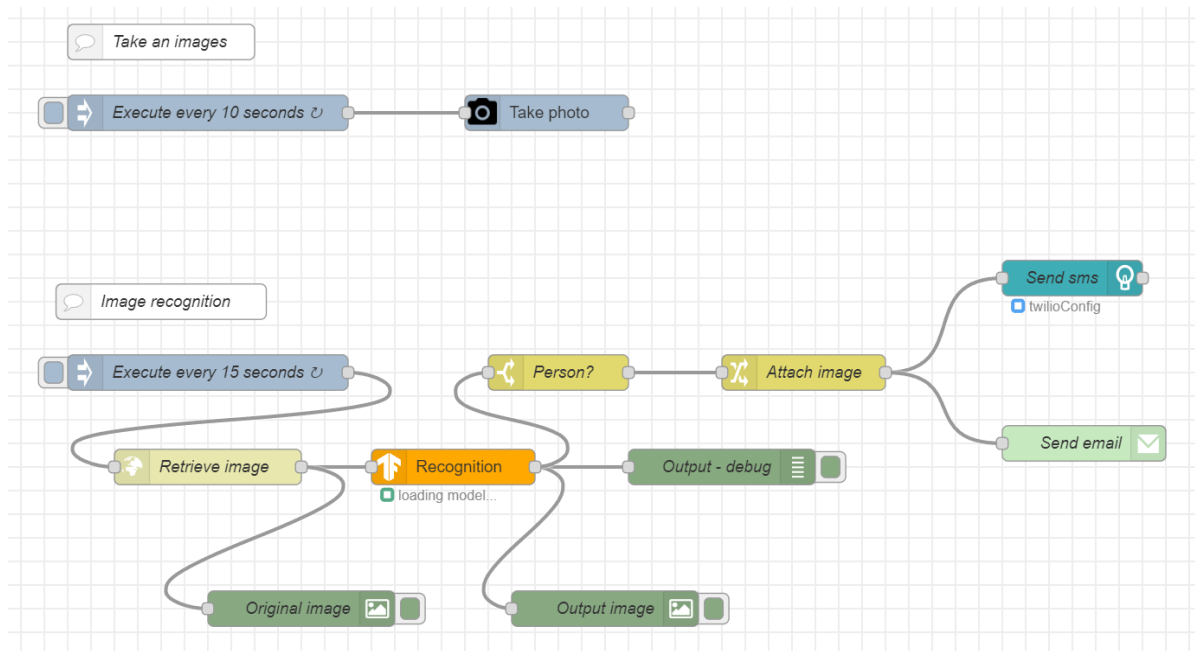 Take an images
Execute every 10 seconds ↻
Take photo
Send sms
twilioConfig
Image recognition
Execute every 15 seconds ↻
Person?
Attach image
Send email
Retrieve image
Recognition
Output - debug
loading model...
Original image
Output image